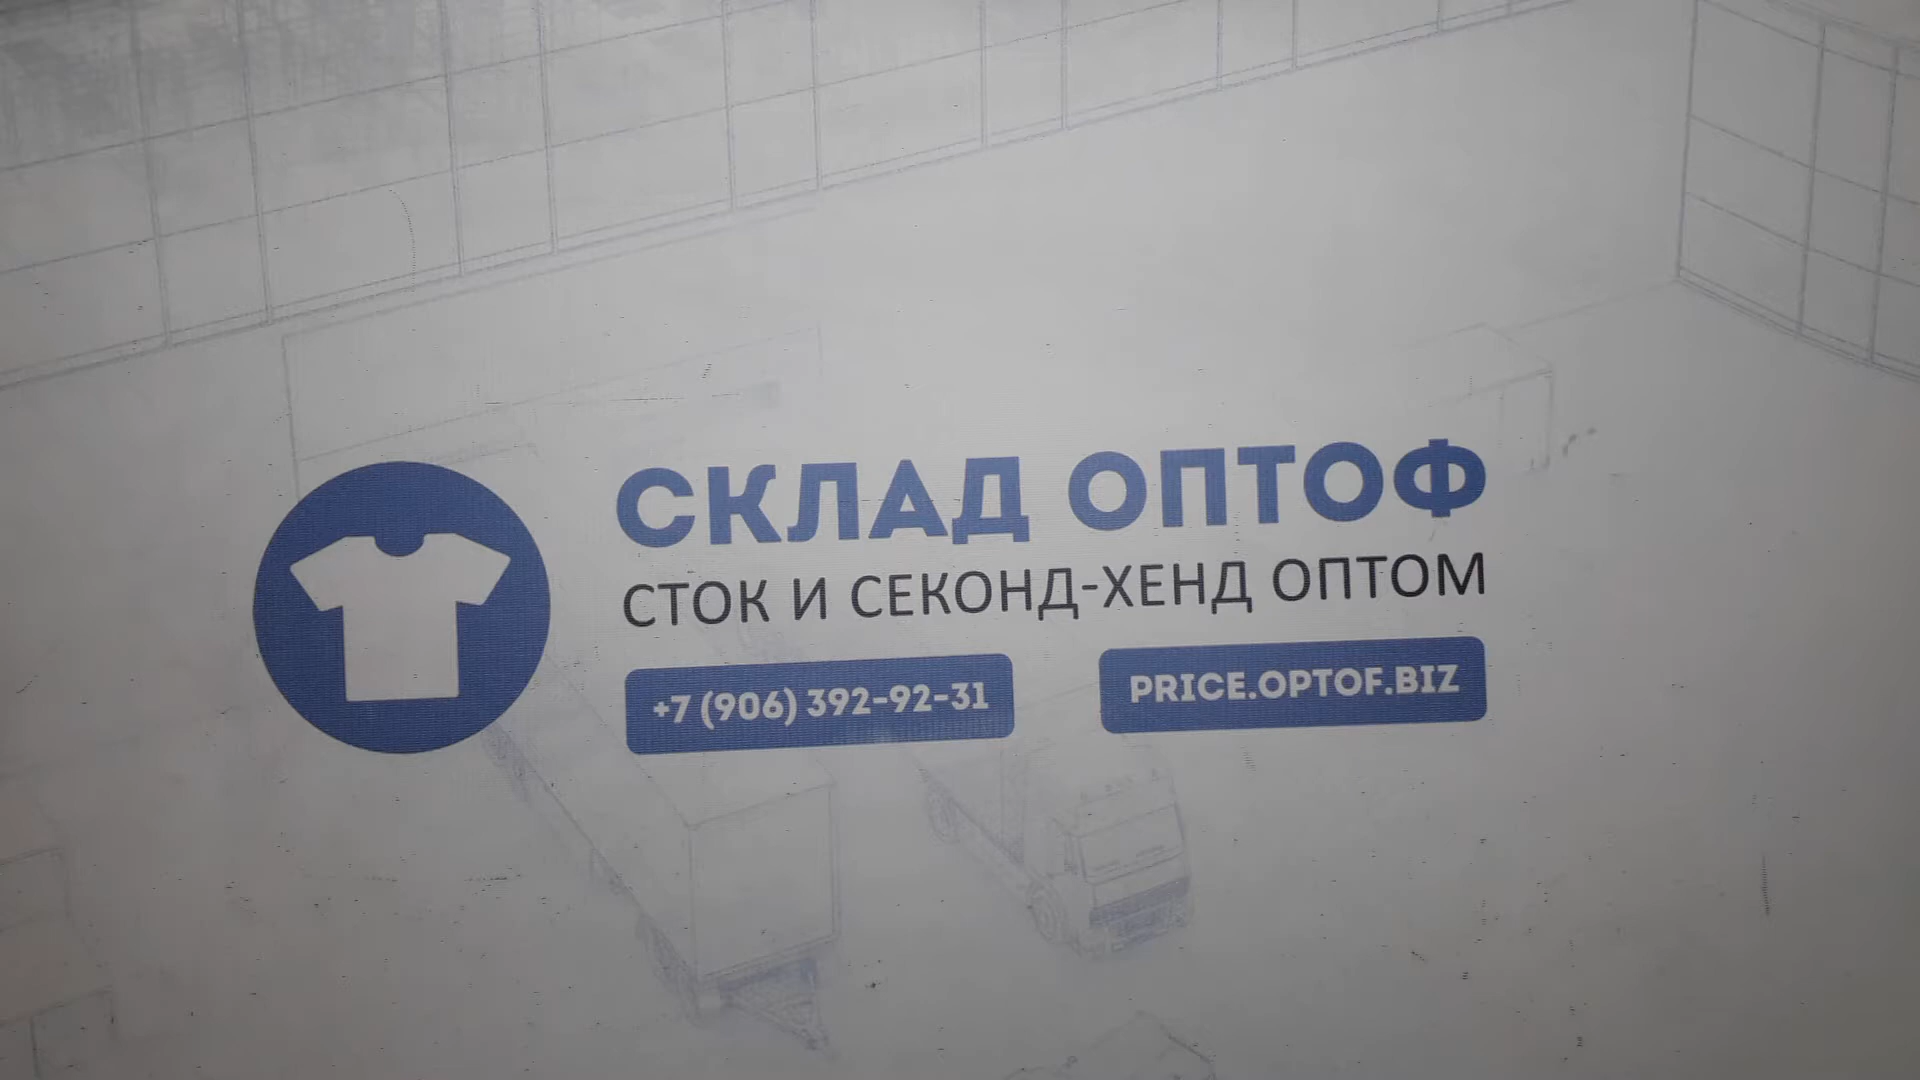 СКЛАД ОПТОФ
СТОК И СЕКОНД-ХЕНД ОПТОМ
+7 (906) 392-92-31
PRICE.OPTOF.BIZ